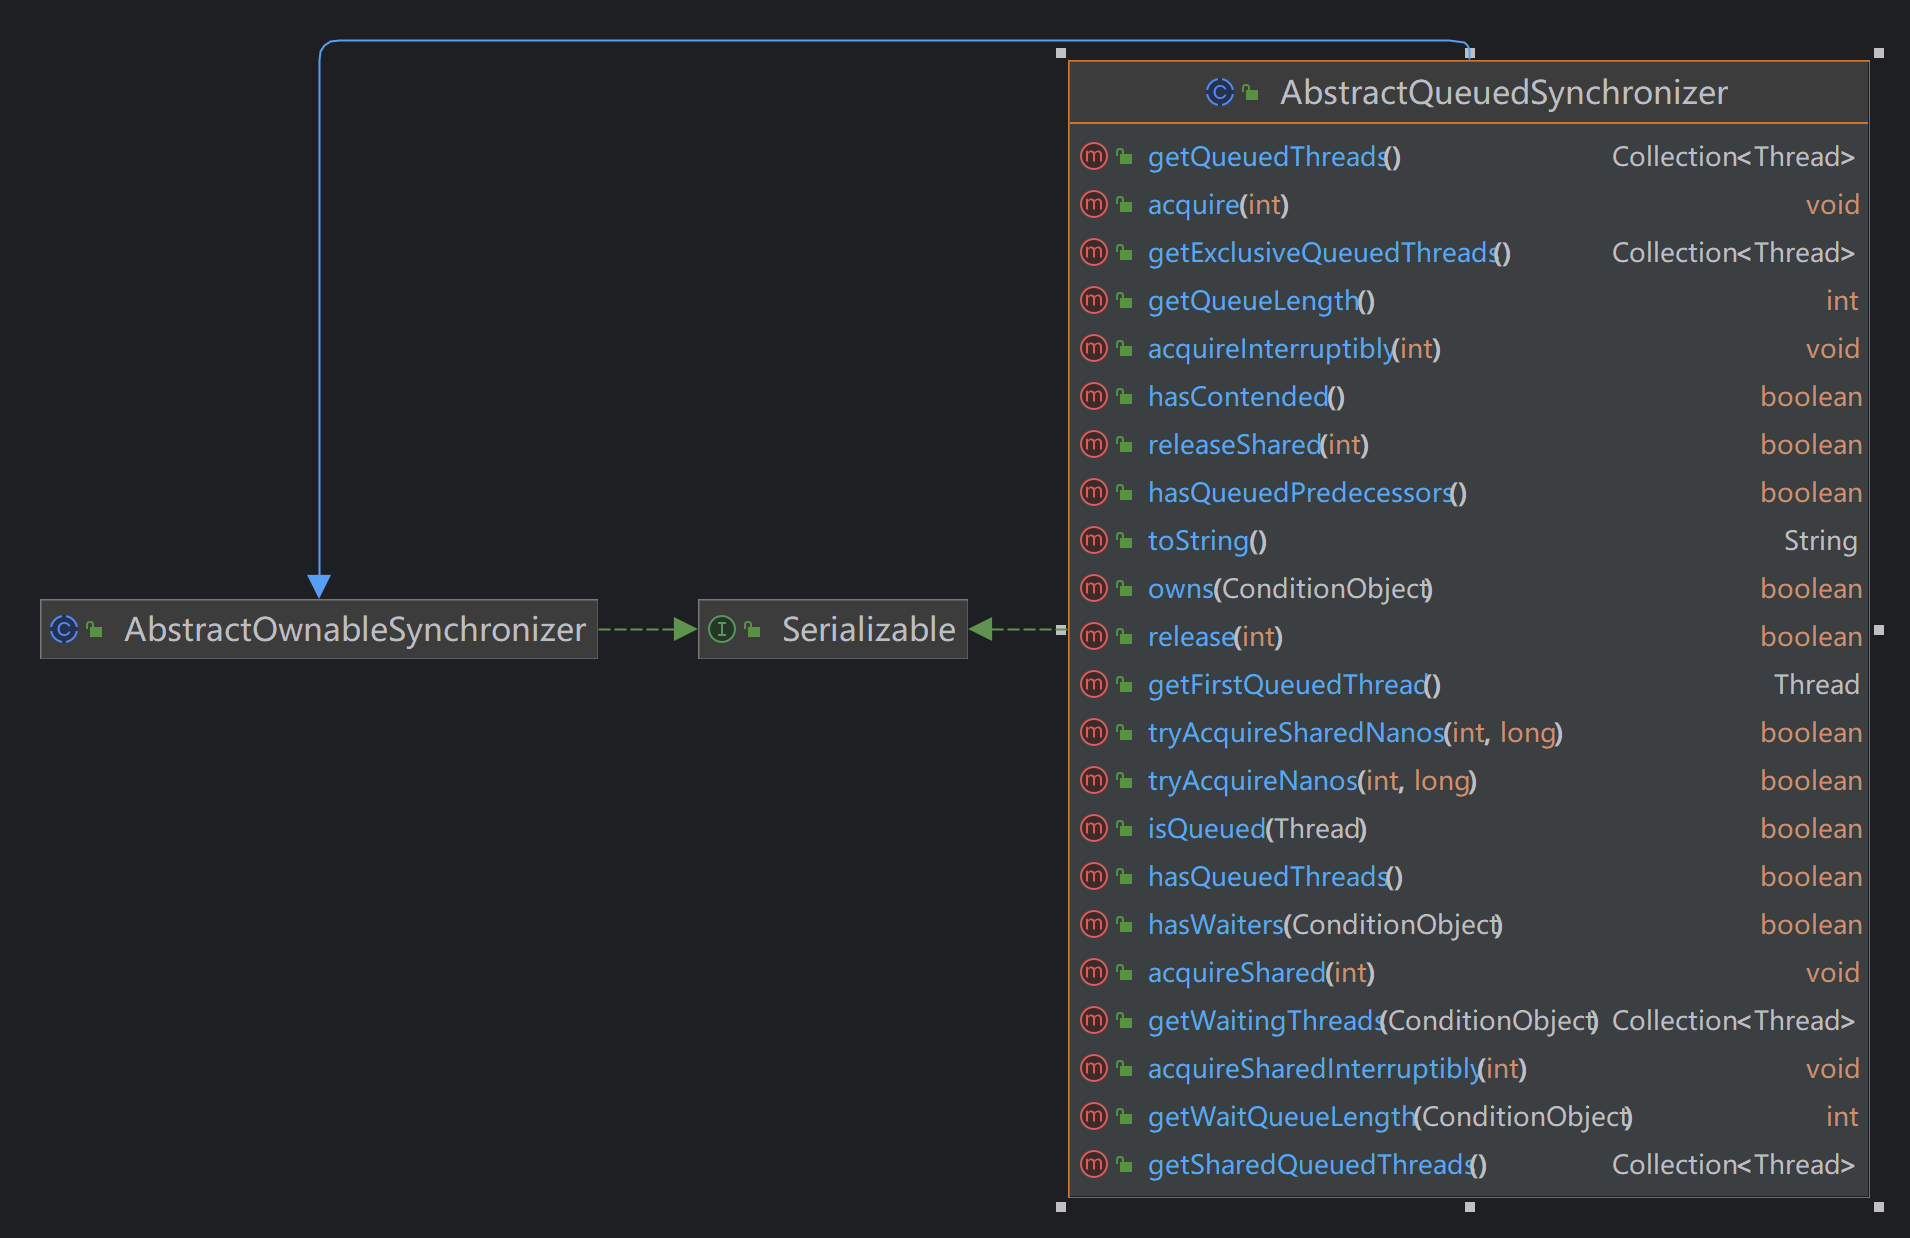 AbstractQueuedSynchronizer
getQueuedThreads() Collection<Thread>
acquire(int) void
getExclusiveQueuedThreads() Collection<Thread>
getQueueLength() int
acquireInterruptibly(int) void
hasContended() boolean
releaseShared(int) boolean
hasQueuedPredecessors() boolean
toString() String
owns(ConditionObject) boolean
AbstractOwnableSynchronizer
Serializable
release(int) boolean
getFirstQueuedThread() Thread
tryAcquireSharedNanos(int, long) boolean
tryAcquireNanos(int, long) boolean
isQueued(Thread) boolean
hasQueuedThreads() boolean
hasWaiters(ConditionObject) boolean
acquireShared(int) void
getWaitingThreads(ConditionObject) Collection<Thread>
acquireSharedInterruptibly(int) void
getWaitQueueLength(ConditionObject) int
getSharedQueuedThreads() Collection<Thread>